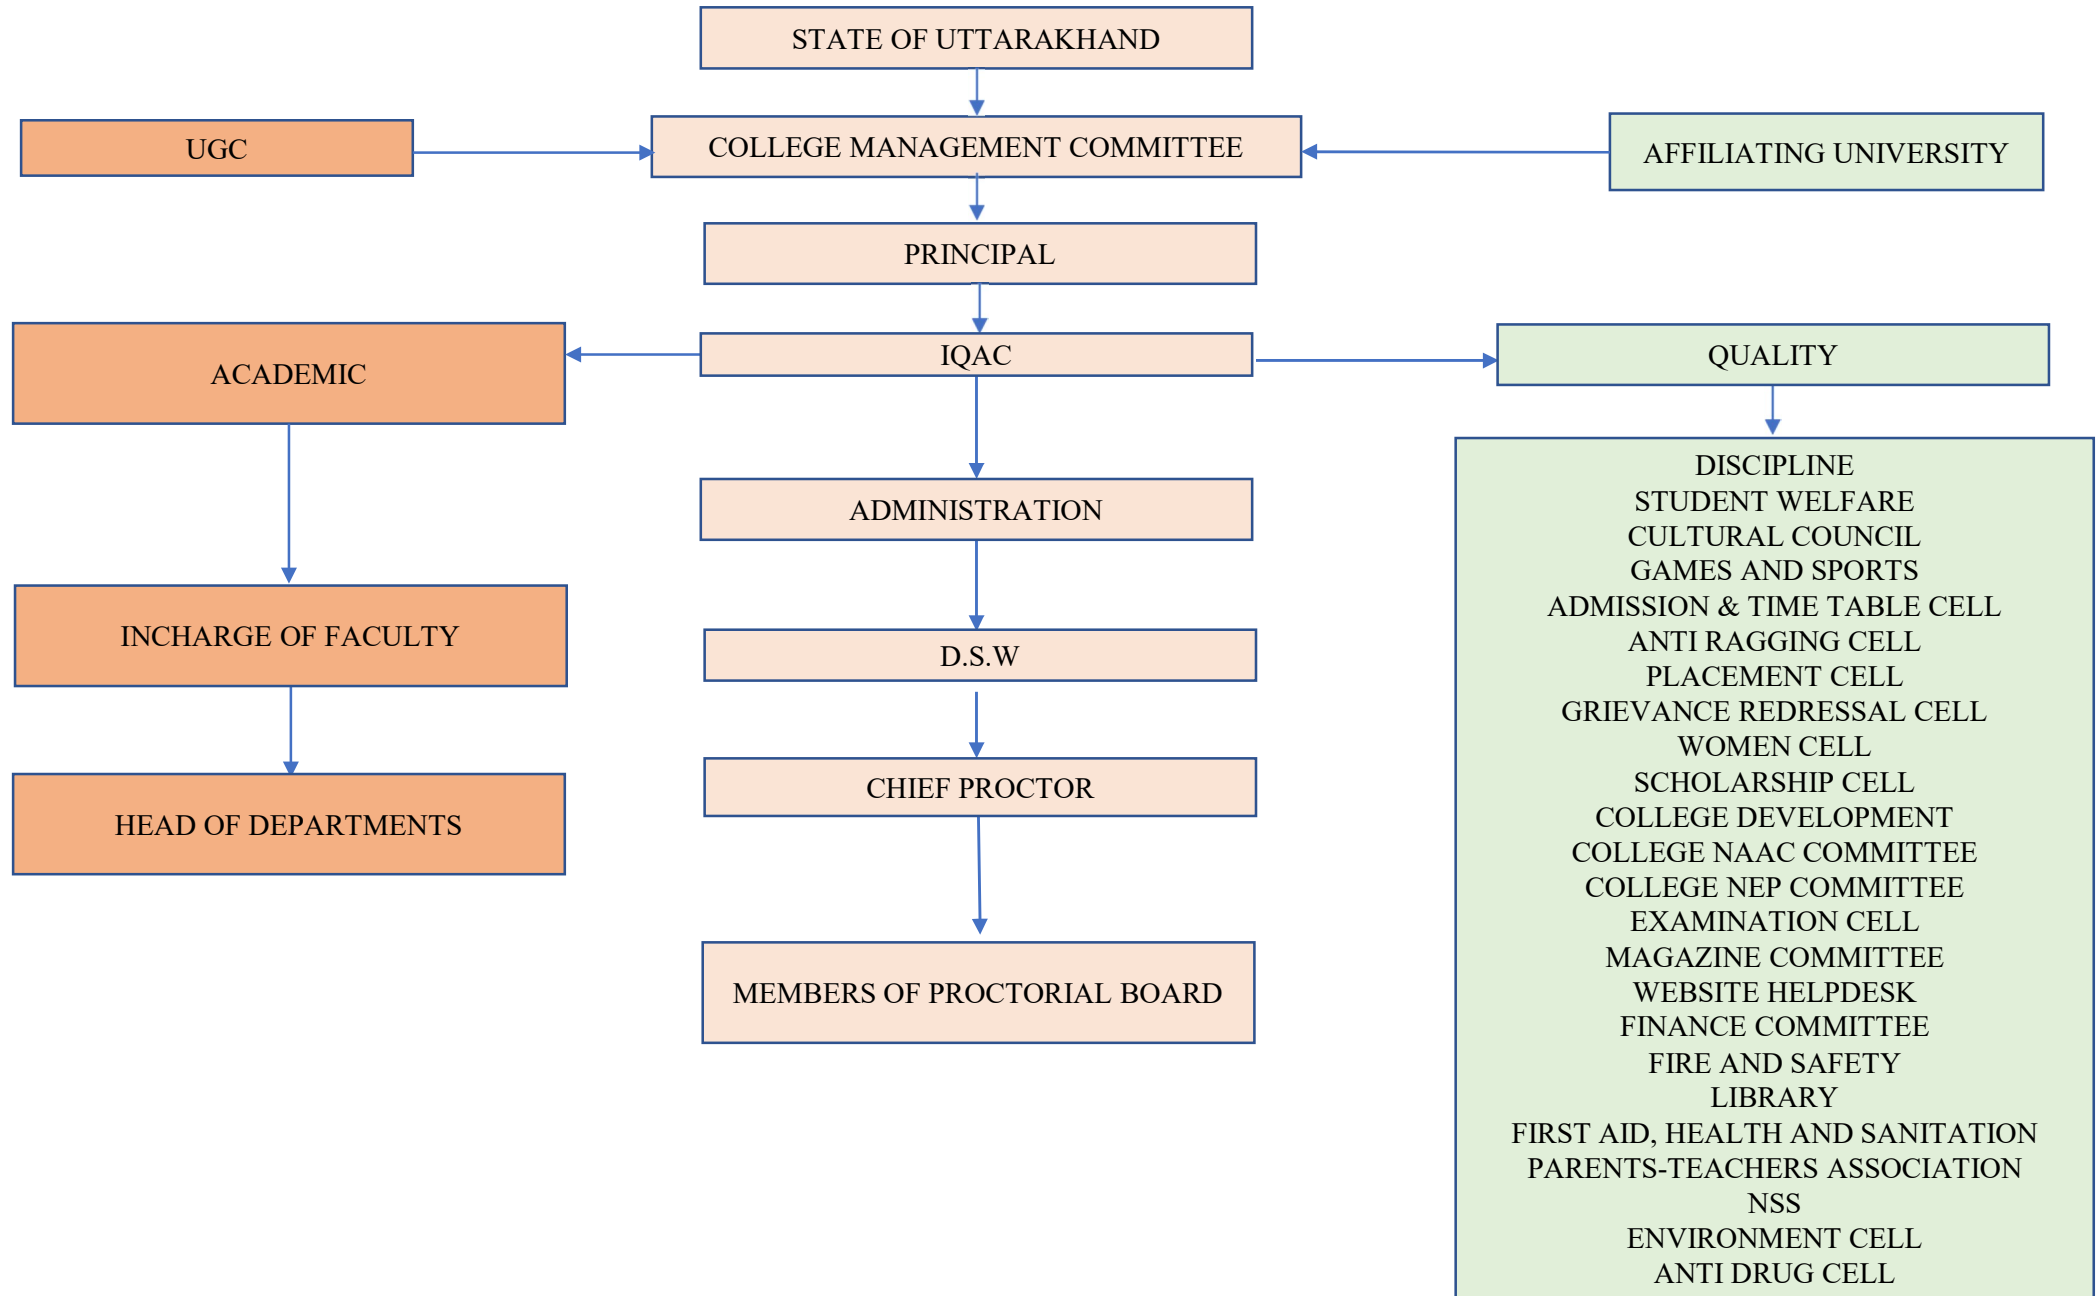 STATE OF UTTARAKHAND
UGC
COLLEGE MANAGEMENT COMMITTEE
AFFILIATING UNIVERSITY
PRINCIPAL
ACADEMIC
IQAC
QUALITY
ADMINISTRATION
INCHARGE OF FACULTY
D.S.W
HEAD OF DEPARTMENTS
CHIEF PROCTOR
MEMBERS OF PROCTORIAL BOARD
DISCIPLINE
STUDENT WELFARE
CULTURAL COUNCIL
GAMES AND SPORTS
ADMISSION & TIME TABLE CELL
ANTI RAGGING CELL
PLACEMENT CELL
GRIEVANCE REDRESSAL CELL
WOMEN CELL
SCHOLARSHIP CELL
COLLEGE DEVELOPMENT
COLLEGE NAAC COMMITTEE
COLLEGE NEP COMMITTEE
EXAMINATION CELL
MAGAZINE COMMITTEE
WEBSITE HELPDESK
FINANCE COMMITTEE
FIRE AND SAFETY
LIBRARY
FIRST AID, HEALTH AND SANITATION
PARENTS-TEACHERS ASSOCIATION
NSS
ENVIRONMENT CELL
ANTI DRUG CELL